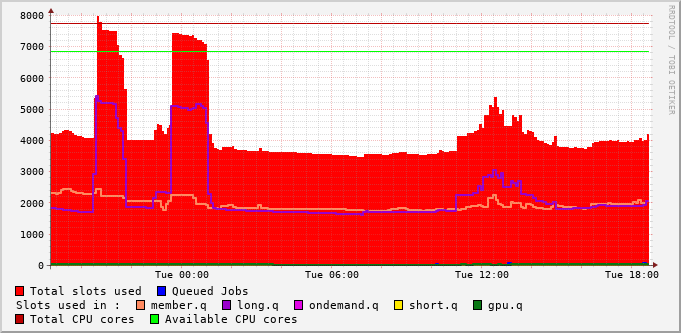 8000
7000
6000
5000
4000
3000
2000
1000
0
Tue 00:00 Tue 06:00 Tue 12:00 Tue 18:00
RRDTOOL / TOBI OETIKER
Total slots used Queued Jobs
Slots used in : member.q long.q ondemand.q short.q gpu.q
Total CPU cores Available CPU cores